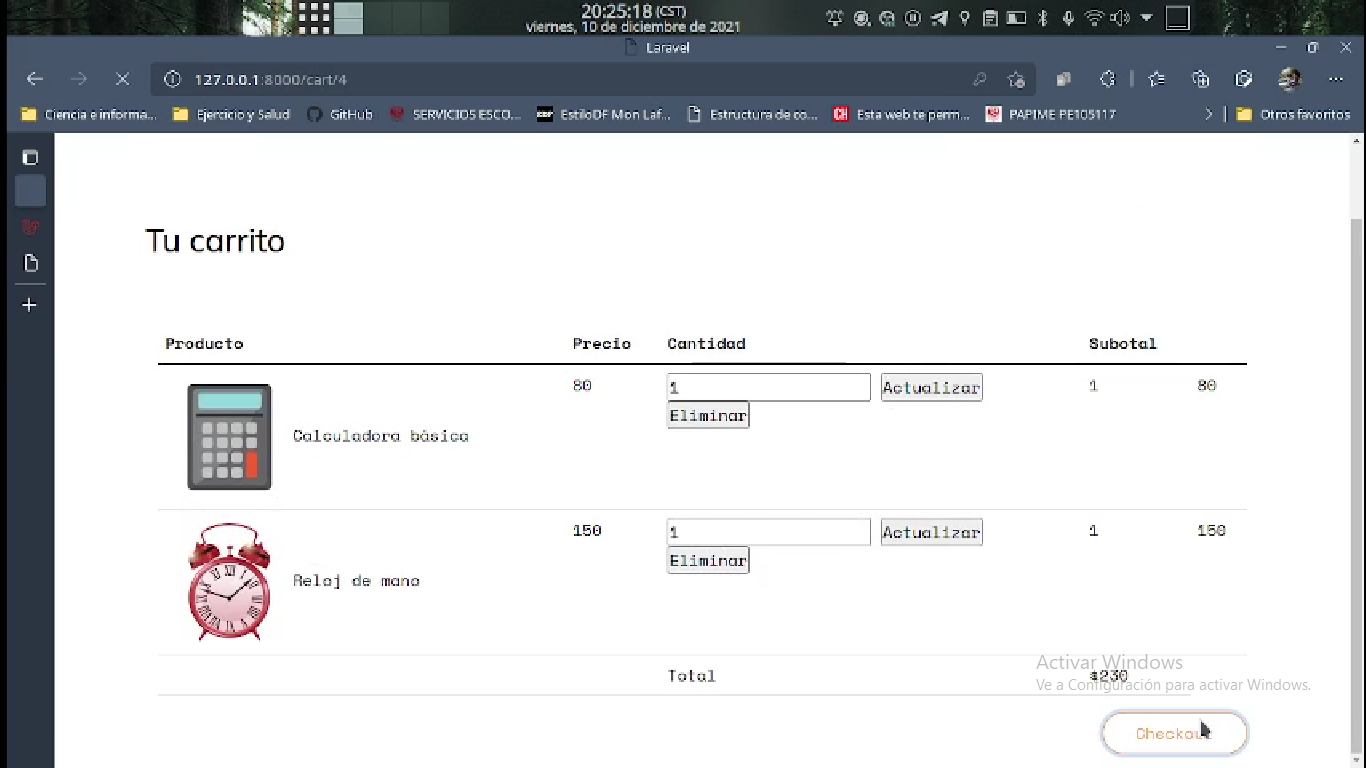 20:25:18 (CST)
viernes, 10 de diciembre de 2021
Laravel
127.0.0.1:8000/cart/4
Ciencia e informa...
Ejercicio y Salud
GitHub
SERVICIOS ESCO...
EstiloDF Mon Laf...
Estructura de co...
CH
Esta web te perm...
PAPIME PE105117
Otros favoritos
Tu carrito
Producto Precio Cantidad Subotal
80 1 Actualizar 1 80
Eliminar
Calculadora básica
150 1 Actualizar 1 150
Eliminar
Reloj de mano
Total $230
Activar Windows
Ve a Configuración para activar Windows.
Checkout